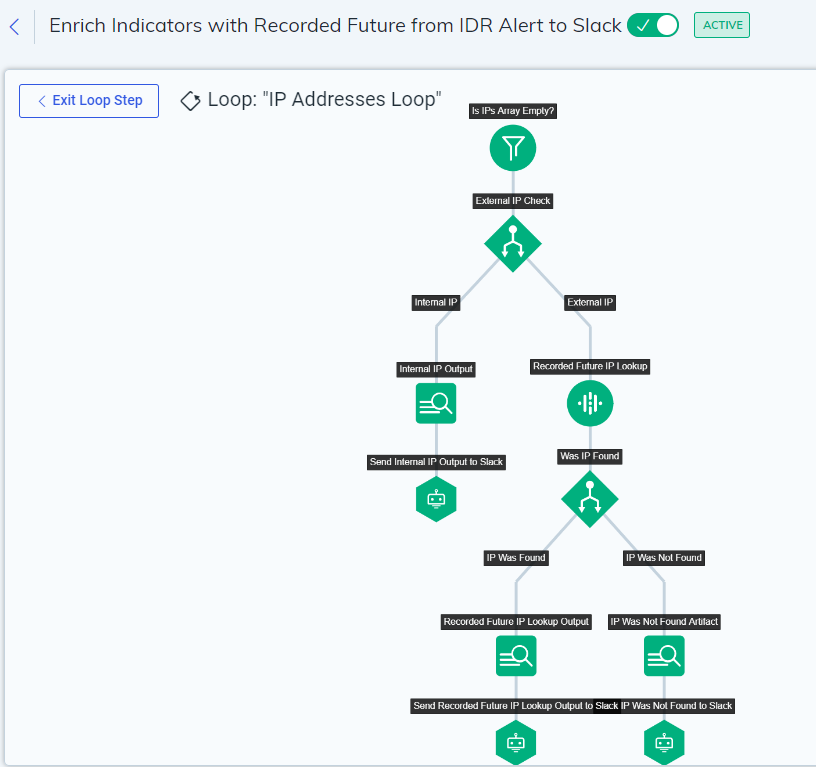 Enrich Indicators with Recorded Future from IDR Alert to Slack
ACTIVE
Exit Loop Step
Loop: "IP Addresses Loop"
Is IPs Array Empty?
External IP Check
Internal IP
External IP
Internal IP Output
Recorded Future IP Lookup
Send Internal IP Output to Slack
Was IP Found
IP Was Found
IP Was Not Found
Recorded Future IP Lookup Output
IP Was Not Found Artifact
Send Recorded Future IP Lookup Output to Slack
IP Was Not Found to Slack